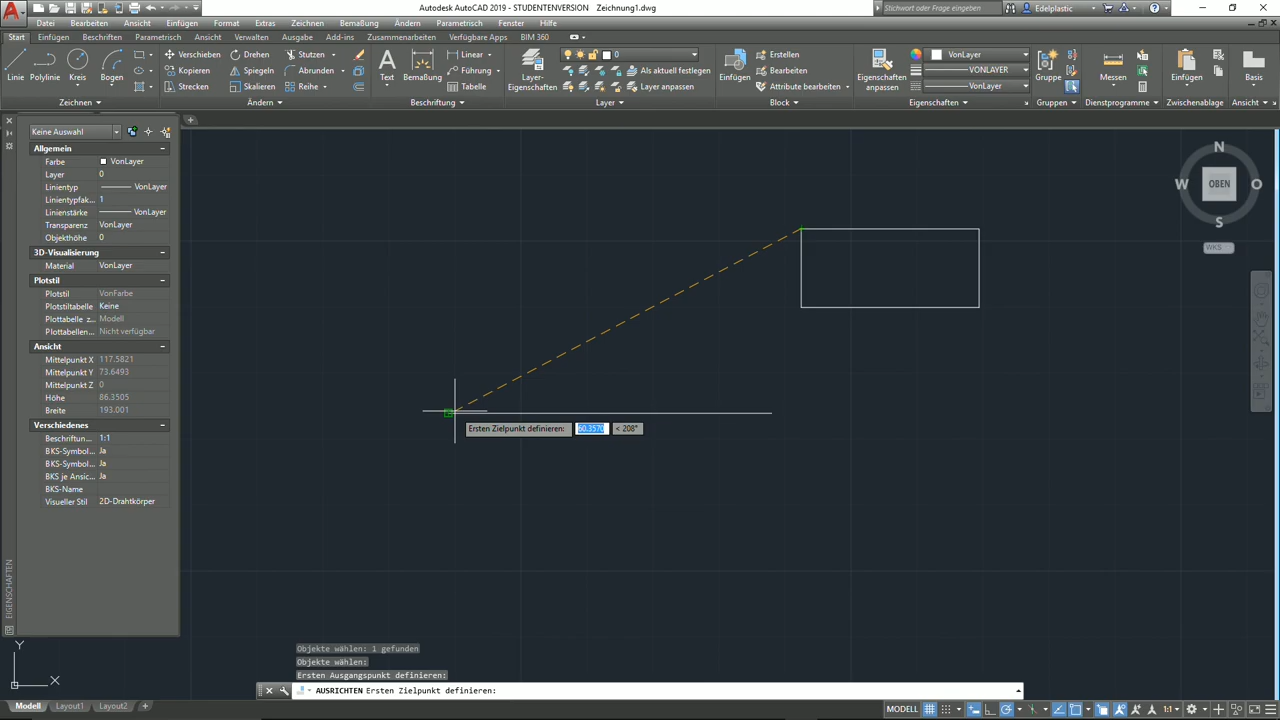 Autodesk AutoCAD 2019 - STUDENTENVERSION Zeichnung1.dwg
Stichwort oder Frage eingeben
Edelplastic
Datei Bearbeiten Ansicht Einfügen Format Extras Zeichnen Bemaßung Ändern Parametrisch Fenster Hilfe
Start Einfügen Beschriften Parametrisch Ansicht Verwalten Ausgabe Add-ins Zusammenarbeiten Verfügbare Apps BIM 360
Linie Polylinie Kreis Bogen
Verschieben Drehen Stutzen
Kopieren Spiegeln Abrunden
Strecken Skalieren Reihe
Text Bemaßung
Linear
Führung
Tabelle
Layer-
Eigenschaften
0
Als aktuell festlegen
Layer anpassen
Einfügen
Erstellen
Bearbeiten
Attribute bearbeiten
Eigenschaften
anpassen
VonLayer
VONLAYER
VonLayer
Gruppe
Messen
Einfügen
Basis
Zeichnen Ändern Beschriftung Layer Block Eigenschaften Gruppen Dienstprogramme Zwischenablage Ansicht
Keine Auswahl
Allgemein
Farbe VonLayer
Layer 0
Linientyp VonLayer
Linientypfak... 1
Linienstärke VonLayer
Transparenz VonLayer
Objekthöhe 0
3D-Visualisierung
Material VonLayer
Plotstil
Plotstil VonFarbe
Plotstiltabelle Keine
Plottabelle z... Modell
Plottabellen... Nicht verfügbar
Ansicht
Mittelpunkt X 117.5821
Mittelpunkt Y 73.6493
Mittelpunkt Z 0
Höhe 86.3505
Breite 193.001
Verschiedenes
Beschriftun... 1:1
BKS-Symbol... Ja
BKS-Symbol... Ja
BKS je Ansic... Ja
BKS-Name
Visueller Stil 2D-Drahtkörper
EIGENSCHAFTEN
N
W OBEN O
S
WKS
Ersten Zielpunkt definieren: 60.3570 < 208°
Objekte wählen: 1 gefunden
Objekte wählen:
Ersten Ausgangspunkt definieren:
AUSRICHTEN Ersten Zielpunkt definieren:
Y
X
Modell Layout1 Layout2 +
MODELL
1:1